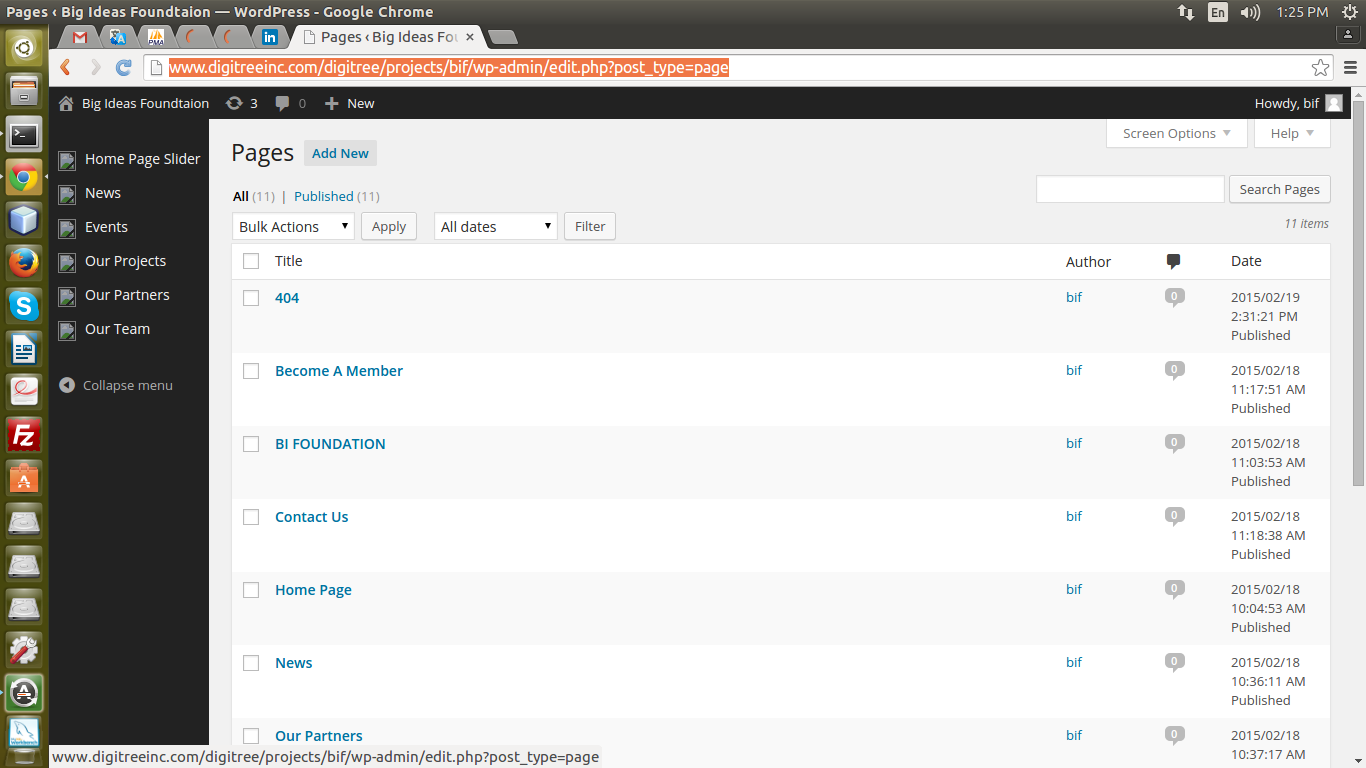 Pages ‹ Big Ideas Foundtaion — WordPress - Google Chrome
En
1:25 PM
PMA
in
Pages ‹ Big Ideas Fou
www.digitreeinc.com/digitree/projects/bif/wp-admin/edit.php?post_type=page
Big Ideas Foundtaion
3
0
New
Howdy, bif
Home Page Slider
News
Events
Our Projects
Our Partners
Our Team
Collapse menu
Screen Options
Help
Pages
Add New
All (11) | Published (11)
Search Pages
Bulk Actions
Apply
All dates
Filter
11 items
Title
Author
Date
404
bif
0
2015/02/19
2:31:21 PM
Published
Become A Member
bif
0
2015/02/18
11:17:51 AM
Published
BI FOUNDATION
bif
0
2015/02/18
11:03:53 AM
Published
Contact Us
bif
0
2015/02/18
11:18:38 AM
Published
Home Page
bif
0
2015/02/18
10:04:53 AM
Published
News
bif
0
2015/02/18
10:36:11 AM
Published
Our Partners
bif
0
2015/02/18
10:37:17 AM
www.digitreeinc.com/digitree/projects/bif/wp-admin/edit.php?post_type=page